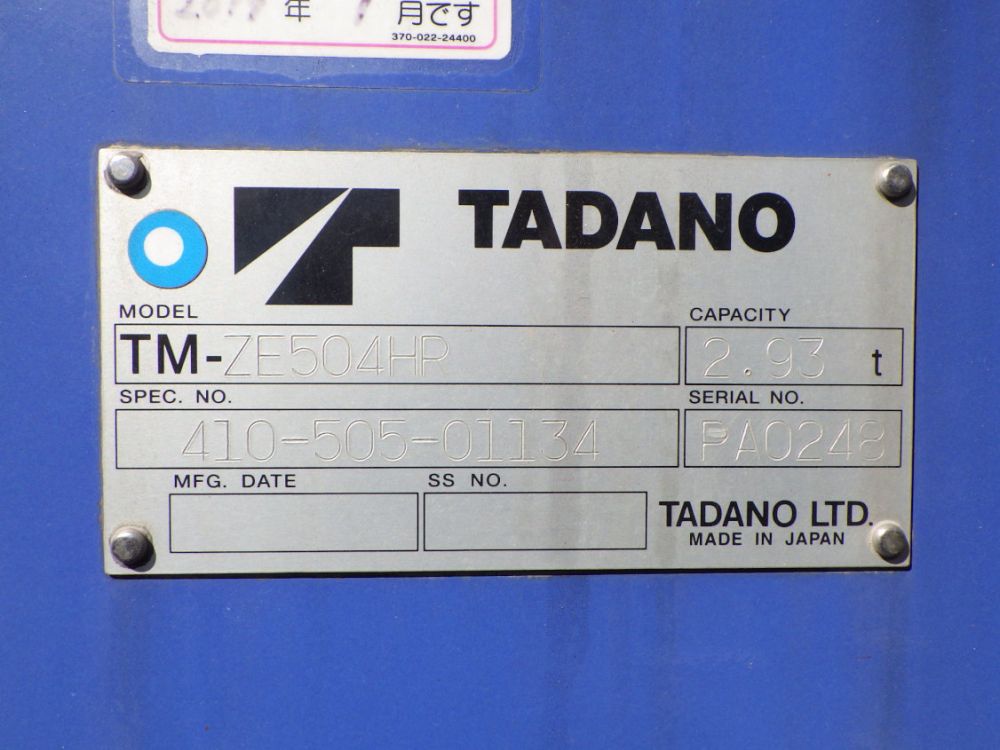 年 月です
370-022-24400
TADANO
MODEL
CAPACITY
TM-ZE504HP
2.93 t
SPEC. NO.
SERIAL NO.
410-505-01134
PA0248
MFG. DATE
SS NO.
TADANO LTD.
MADE IN JAPAN